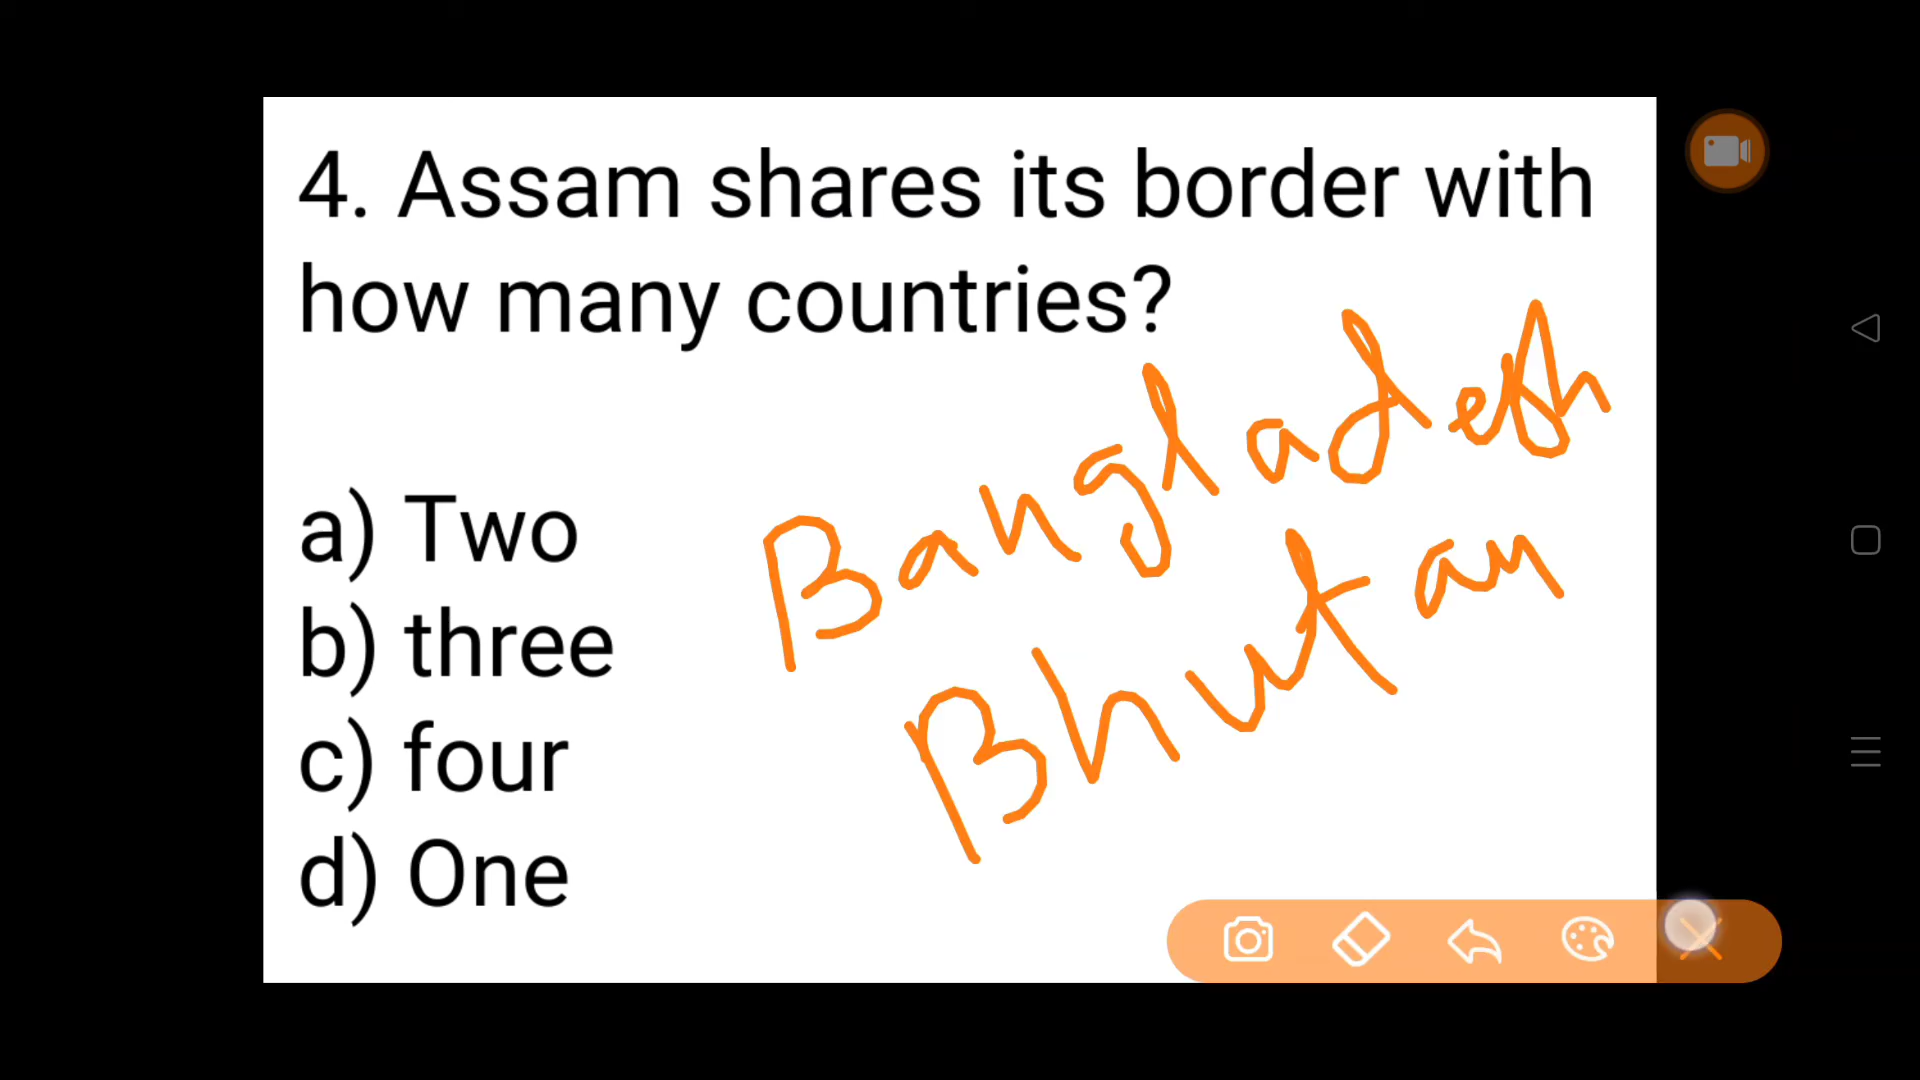 4. Assam shares its border with
how many countries?
Bangladesh
a) Two
Bhutan
b) three
c) four
d) One